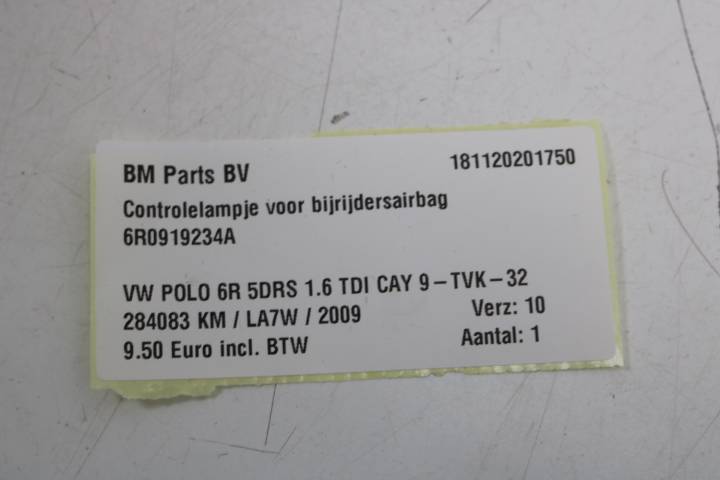 BM Parts BV 181120201750
Controlelampje voor bijrijdersairbag
6R0919234A
VW POLO 6R 5DRS 1.6 TDI CAY 9-TVK-32
284083 KM / LA7W / 2009 Verz: 10
9.50 Euro incl. BTW Aantal: 1